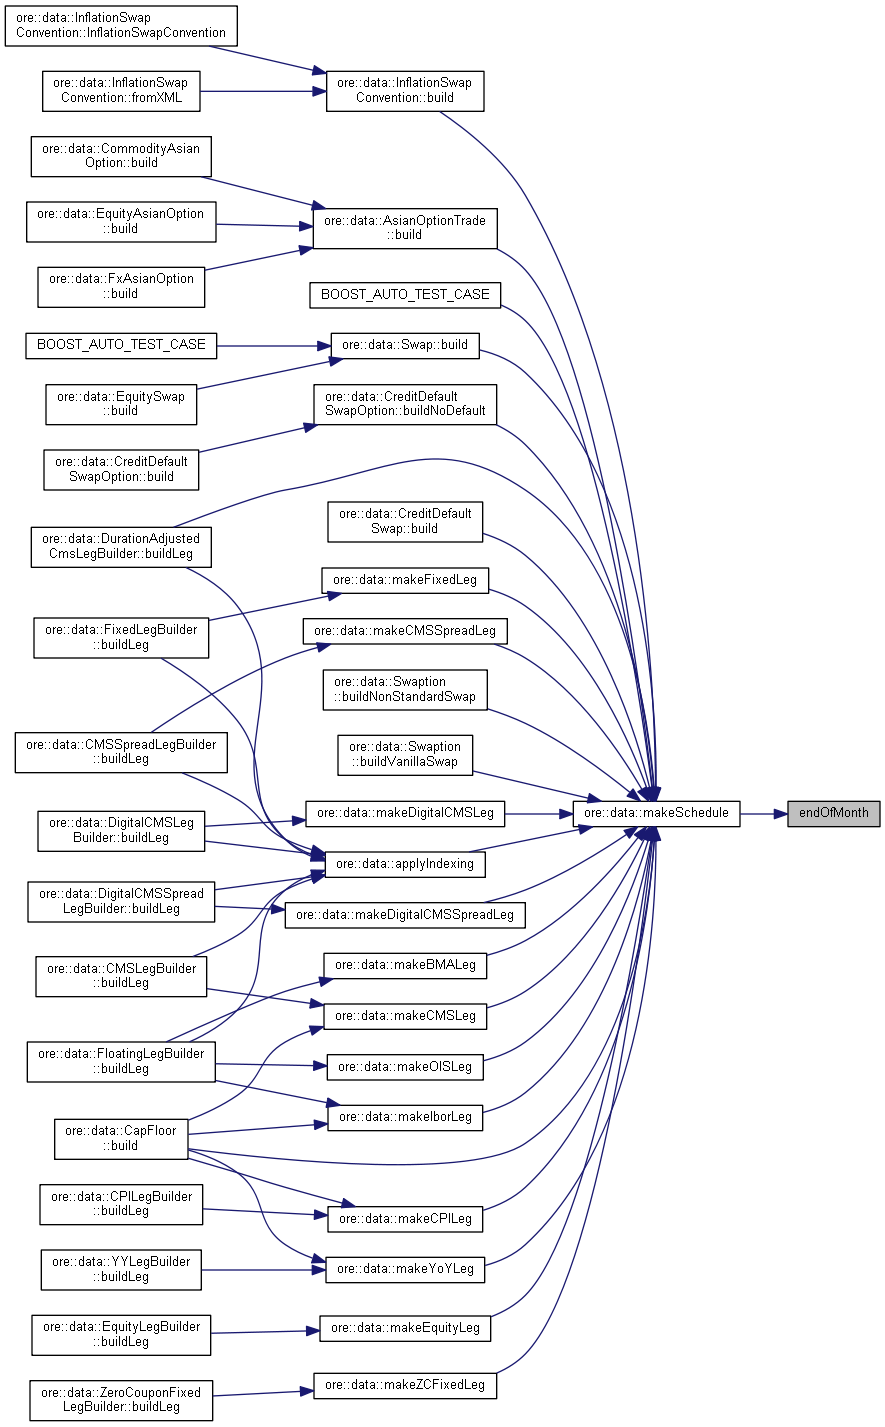 ore::data::InflationSwap
Convention::InflationSwapConvention
ore::data::InflationSwap
Convention::fromXML
ore::data::InflationSwap
Convention::build
ore::data::CommodityAsian
Option::build
ore::data::EquityAsianOption
::build
ore::data::AsianOptionTrade
::build
ore::data::FxAsianOption
::build
BOOST_AUTO_TEST_CASE
BOOST_AUTO_TEST_CASE
ore::data::Swap::build
ore::data::EquitySwap
::build
ore::data::CreditDefault
SwapOption::buildNoDefault
ore::data::CreditDefault
SwapOption::build
ore::data::CreditDefault
Swap::build
ore::data::DurationAdjusted
CmsLegBuilder::buildLeg
ore::data::makeFixedLeg
ore::data::FixedLegBuilder
::buildLeg
ore::data::makeCMSSpreadLeg
ore::data::Swaption
::buildNonStandardSwap
ore::data::CMSSpreadLegBuilder
::buildLeg
ore::data::Swaption
::buildVanillaSwap
ore::data::DigitalCMSLeg
Builder::buildLeg
ore::data::makeDigitalCMSLeg
ore::data::makeSchedule
endOfMonth
ore::data::applyIndexing
ore::data::DigitalCMSSpread
LegBuilder::buildLeg
ore::data::makeDigitalCMSSpreadLeg
ore::data::CMSLegBuilder
::buildLeg
ore::data::makeBMALeg
ore::data::makeCMSLeg
ore::data::FloatingLegBuilder
::buildLeg
ore::data::makeOISLeg
ore::data::makeIborLeg
ore::data::CapFloor
::build
ore::data::CPILegBuilder
::buildLeg
ore::data::makeCPILeg
ore::data::YYLegBuilder
::buildLeg
ore::data::makeYoYLeg
ore::data::EquityLegBuilder
::buildLeg
ore::data::makeEquityLeg
ore::data::ZeroCouponFixed
LegBuilder::buildLeg
ore::data::makeZCFixedLeg